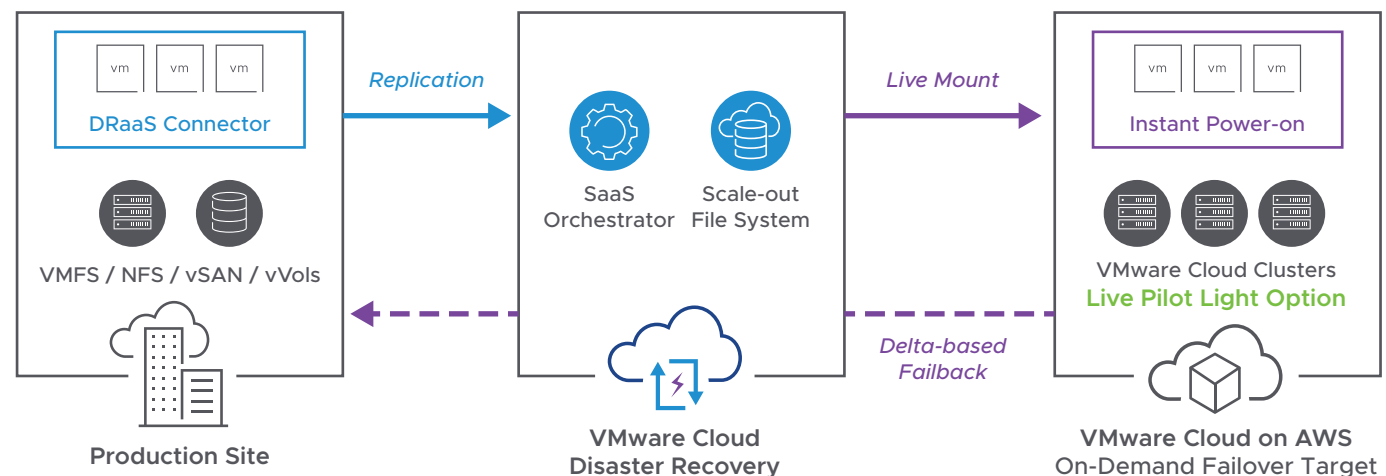 vm
vm
vm
DRaaS Connector
VMFS / NFS / vSAN / vVols
Production Site
Replication
SaaS
Orchestrator
Scale-out
File System
VMware Cloud
Disaster Recovery
Live Mount
Delta-based
Failback
vm
vm
vm
Instant Power-on
VMware Cloud Clusters
Live Pilot Light Option
VMware Cloud on AWS
On-Demand Failover Target